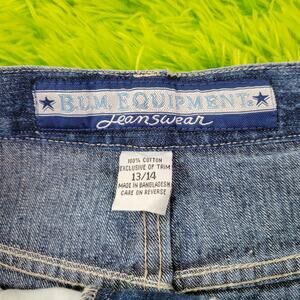 B.U.M. EQUIPMENT.
Jeanswear
100% COTTON
EXCLUSIVE OF TRIM
13/14
MADE IN BANGLADESH
CARE ON REVERSE